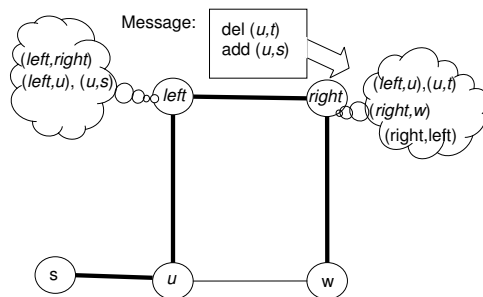 Message:
del (u,t)
add (u,s)
(left,right)
(left,u), (u,s)
left
right
(left,u),(u,t)
(right,w)
(right,left)
s
u
w